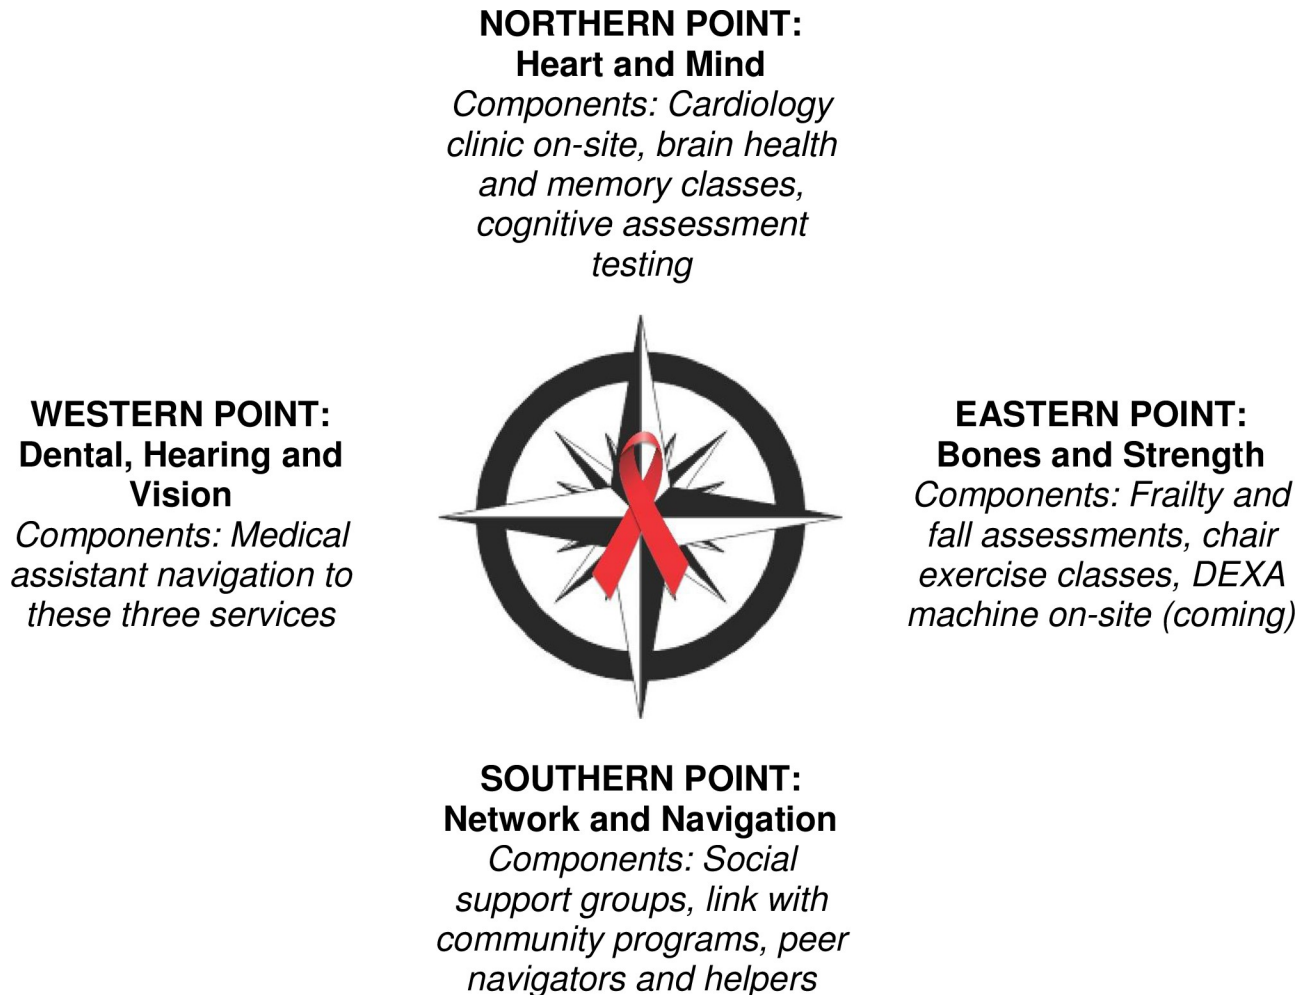 NORTHERN POINT:
Heart and Mind
Components: Cardiology
clinic on-site, brain health
and memory classes,
cognitive assessment
testing
WESTERN POINT:
Dental, Hearing and
Vision
Components: Medical
assistant navigation to
these three services
EASTERN POINT:
Bones and Strength
Components: Frailty and
fall assessments, chair
exercise classes, DEXA
machine on-site (coming)
SOUTHERN POINT:
Network and Navigation
Components: Social
support groups, link with
community programs, peer
navigators and helpers